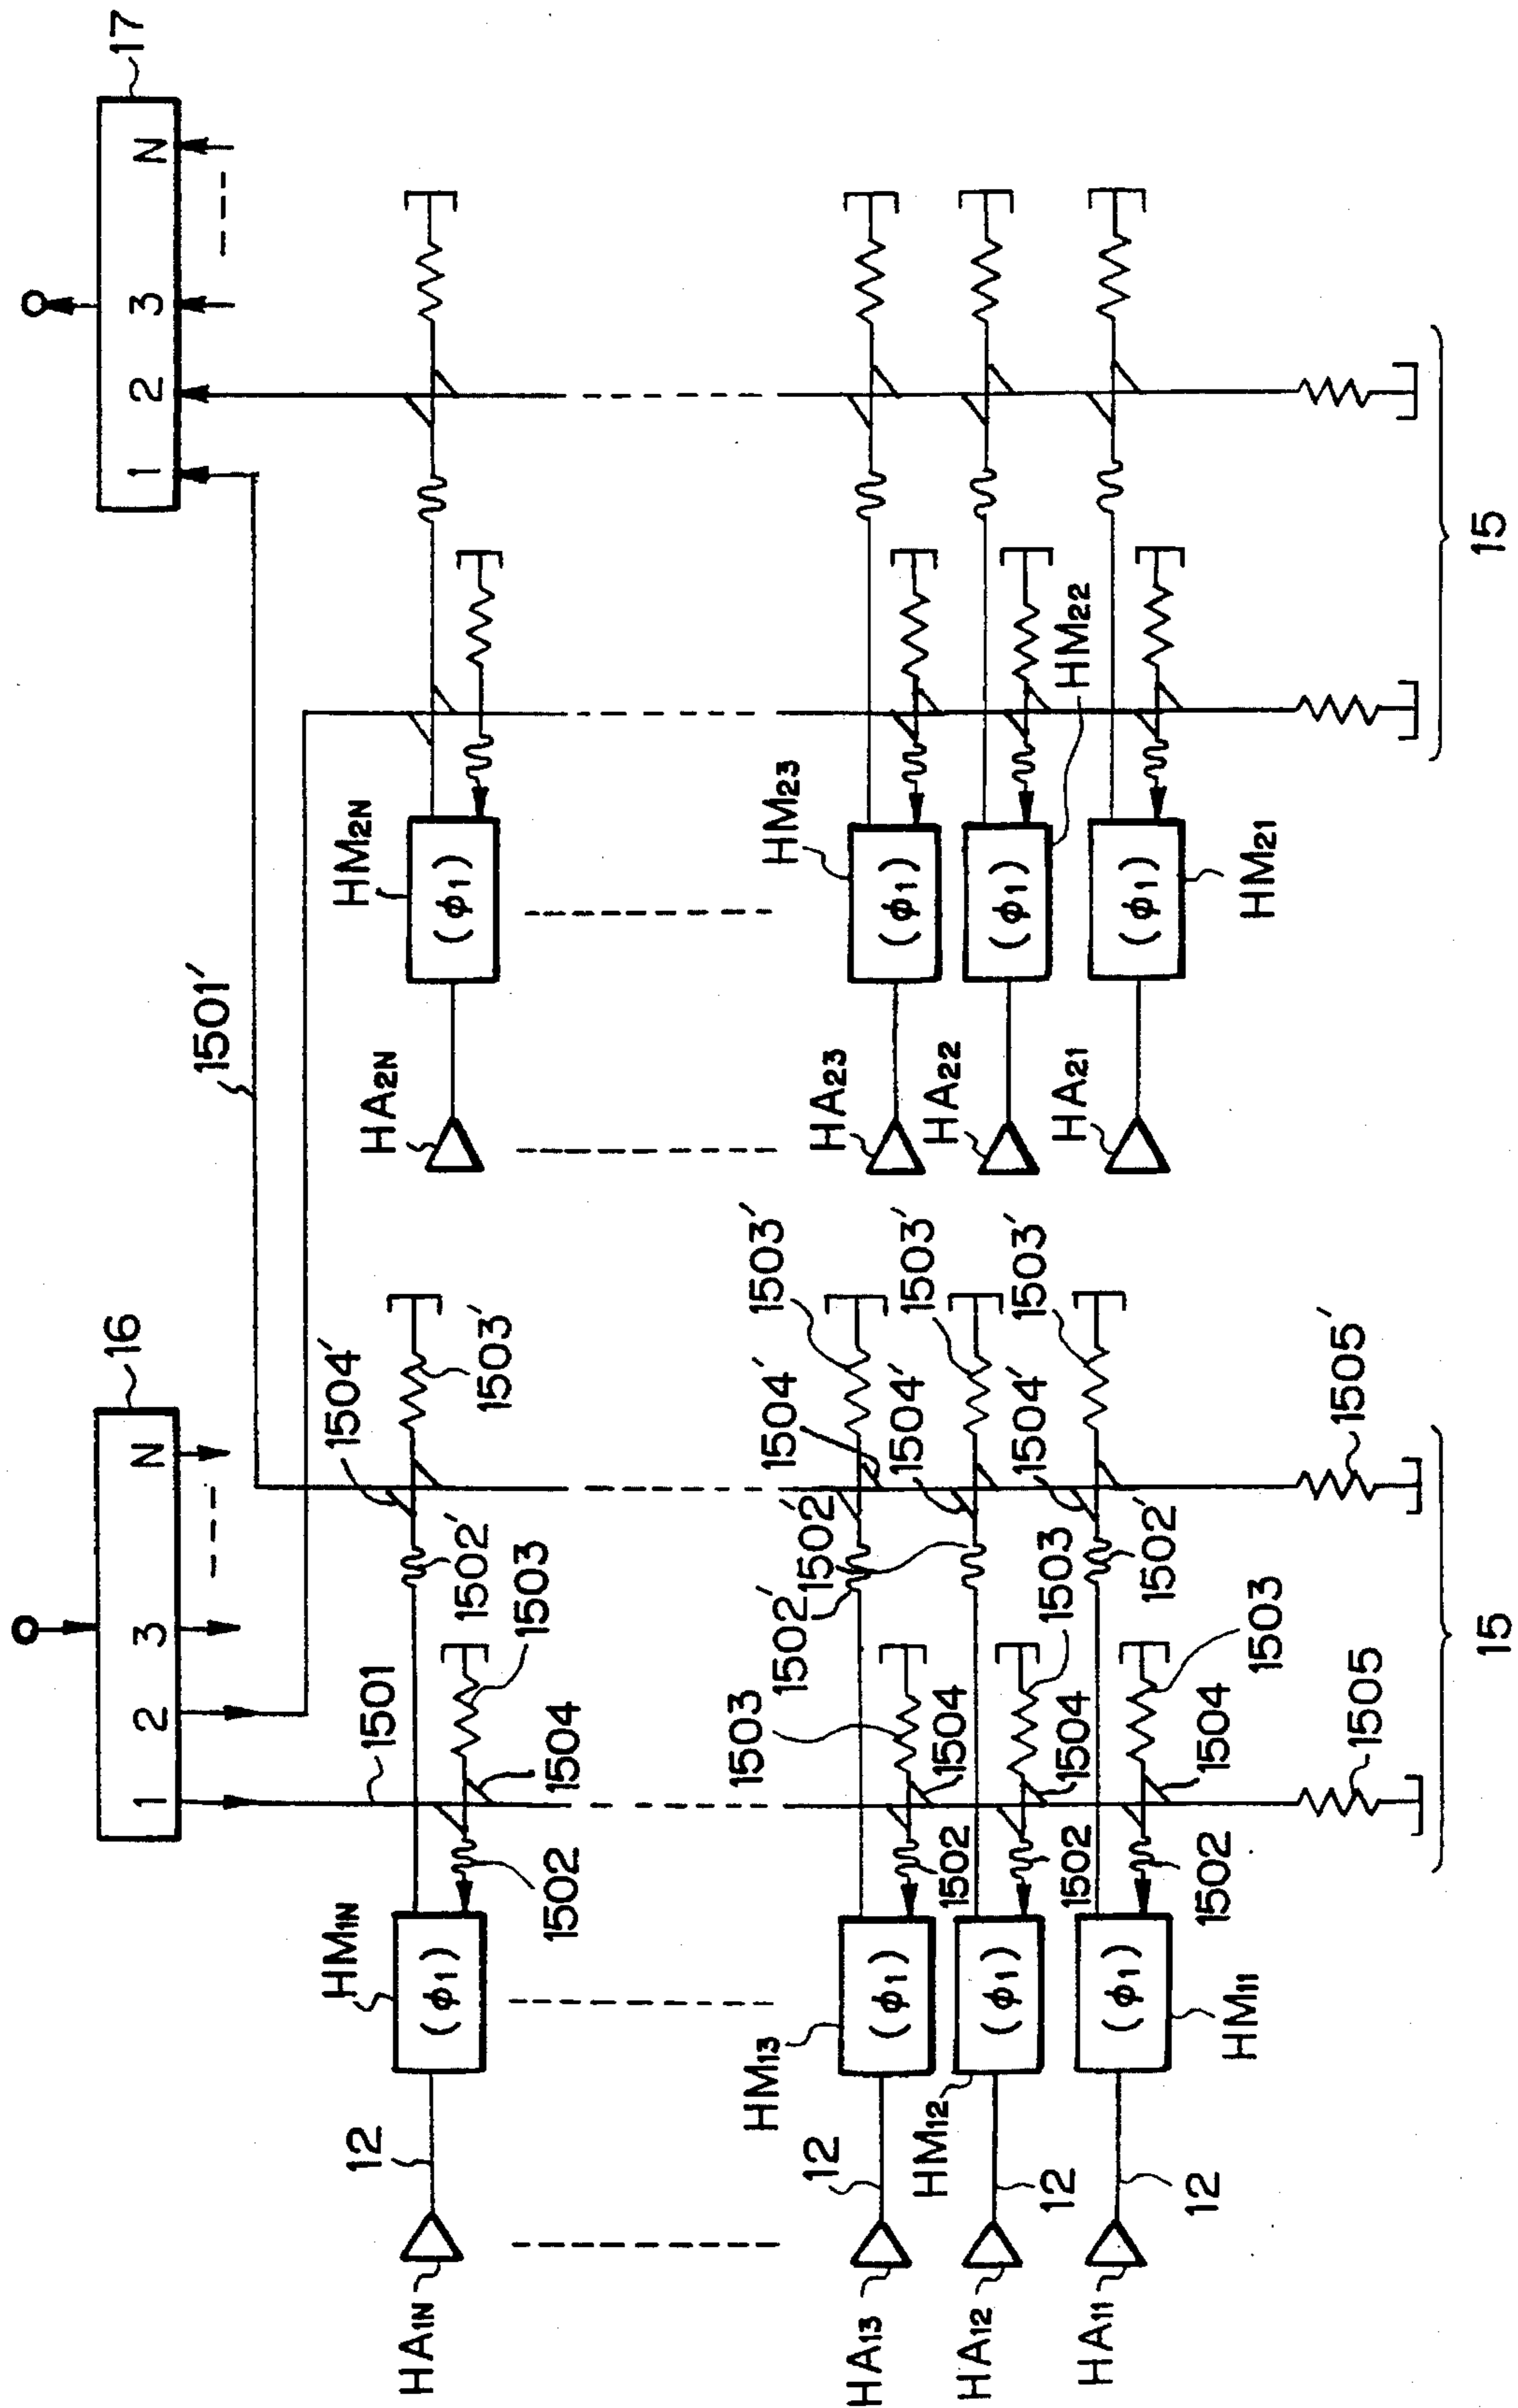 16
1
2
3
N
17
1
2
3
N
1501
1501'
1504'
1503'
1502'
1503
1504
1502
HM1N
(φ1)
12
HA1N
HM2N
(φ1)
HA2N
1503'
1504'
1502'
1503
1504
1502
HM13
(φ1)
12
HA13
HM23
(φ1)
HA23
1503'
1504'
1502'
1503
1504
1502
HM12
(φ1)
12
HA12
HM22
(φ1)
HA22
1503'
1504'
1502'
1503
1504
1502
HM11
(φ1)
12
HA11
HM21
(φ1)
HA21
1505
1505'
15
15